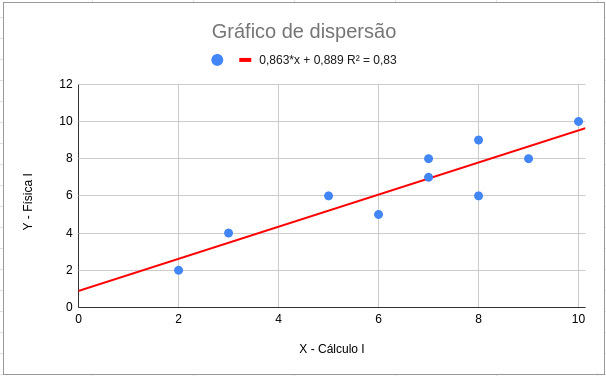 Gráfico de dispersão
0,863*x + 0,889 R² = 0,83
12
10
8
6
4
2
0
Y - Física I
0 2 4 6 8 10
X - Cálculo I